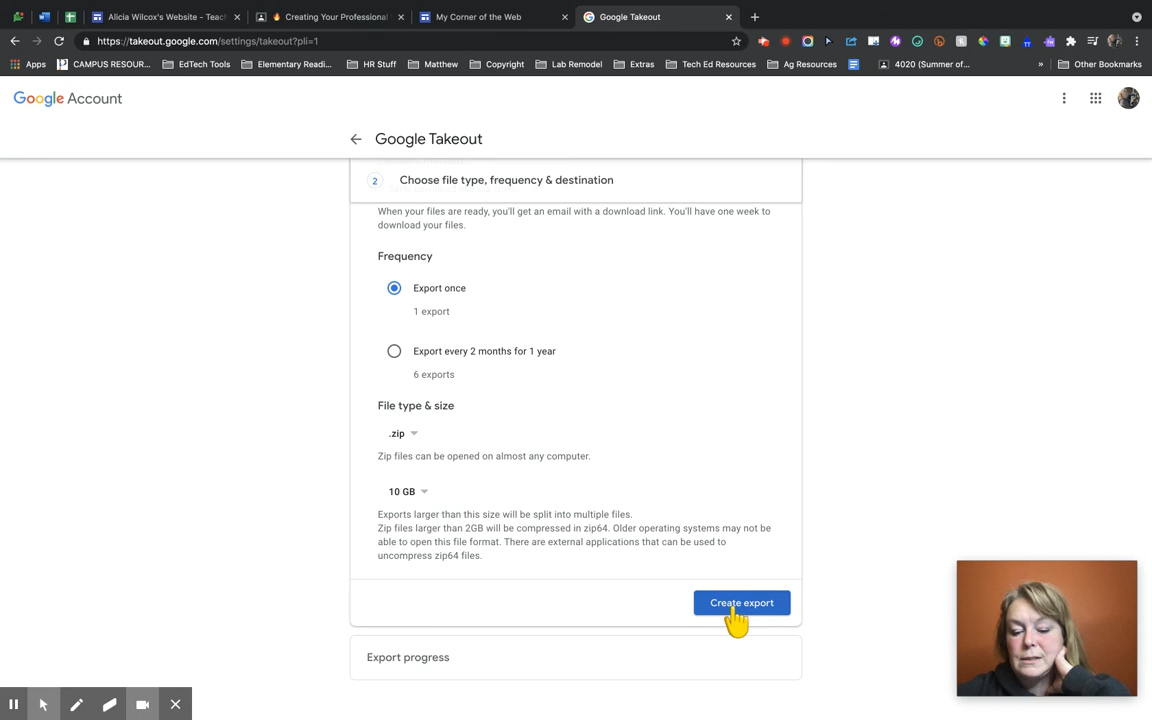 Alicia Wilcox's Website - Teach
Creating Your Professional
My Corner of the Web
Google Takeout
https://takeout.google.com/settings/takeout?pli=1
Apps
CAMPUS RESOUR...
EdTech Tools
Elementary Readi...
HR Stuff
Matthew
Copyright
Lab Remodel
Extras
Tech Ed Resources
Ag Resources
4020 (Summer of...
»
Other Bookmarks
Google Account
Google Takeout
2 Choose file type, frequency & destination
When your files are ready, you'll get an email with a download link. You'll have one week to
download your files.
Frequency
Export once
1 export
Export every 2 months for 1 year
6 exports
File type & size
.zip
Zip files can be opened on almost any computer.
10 GB
Exports larger than this size will be split into multiple files.
Zip files larger than 2GB will be compressed in zip64. Older operating systems may not be
able to open this file format. There are external applications that can be used to
uncompress zip64 files.
Create export
Export progress